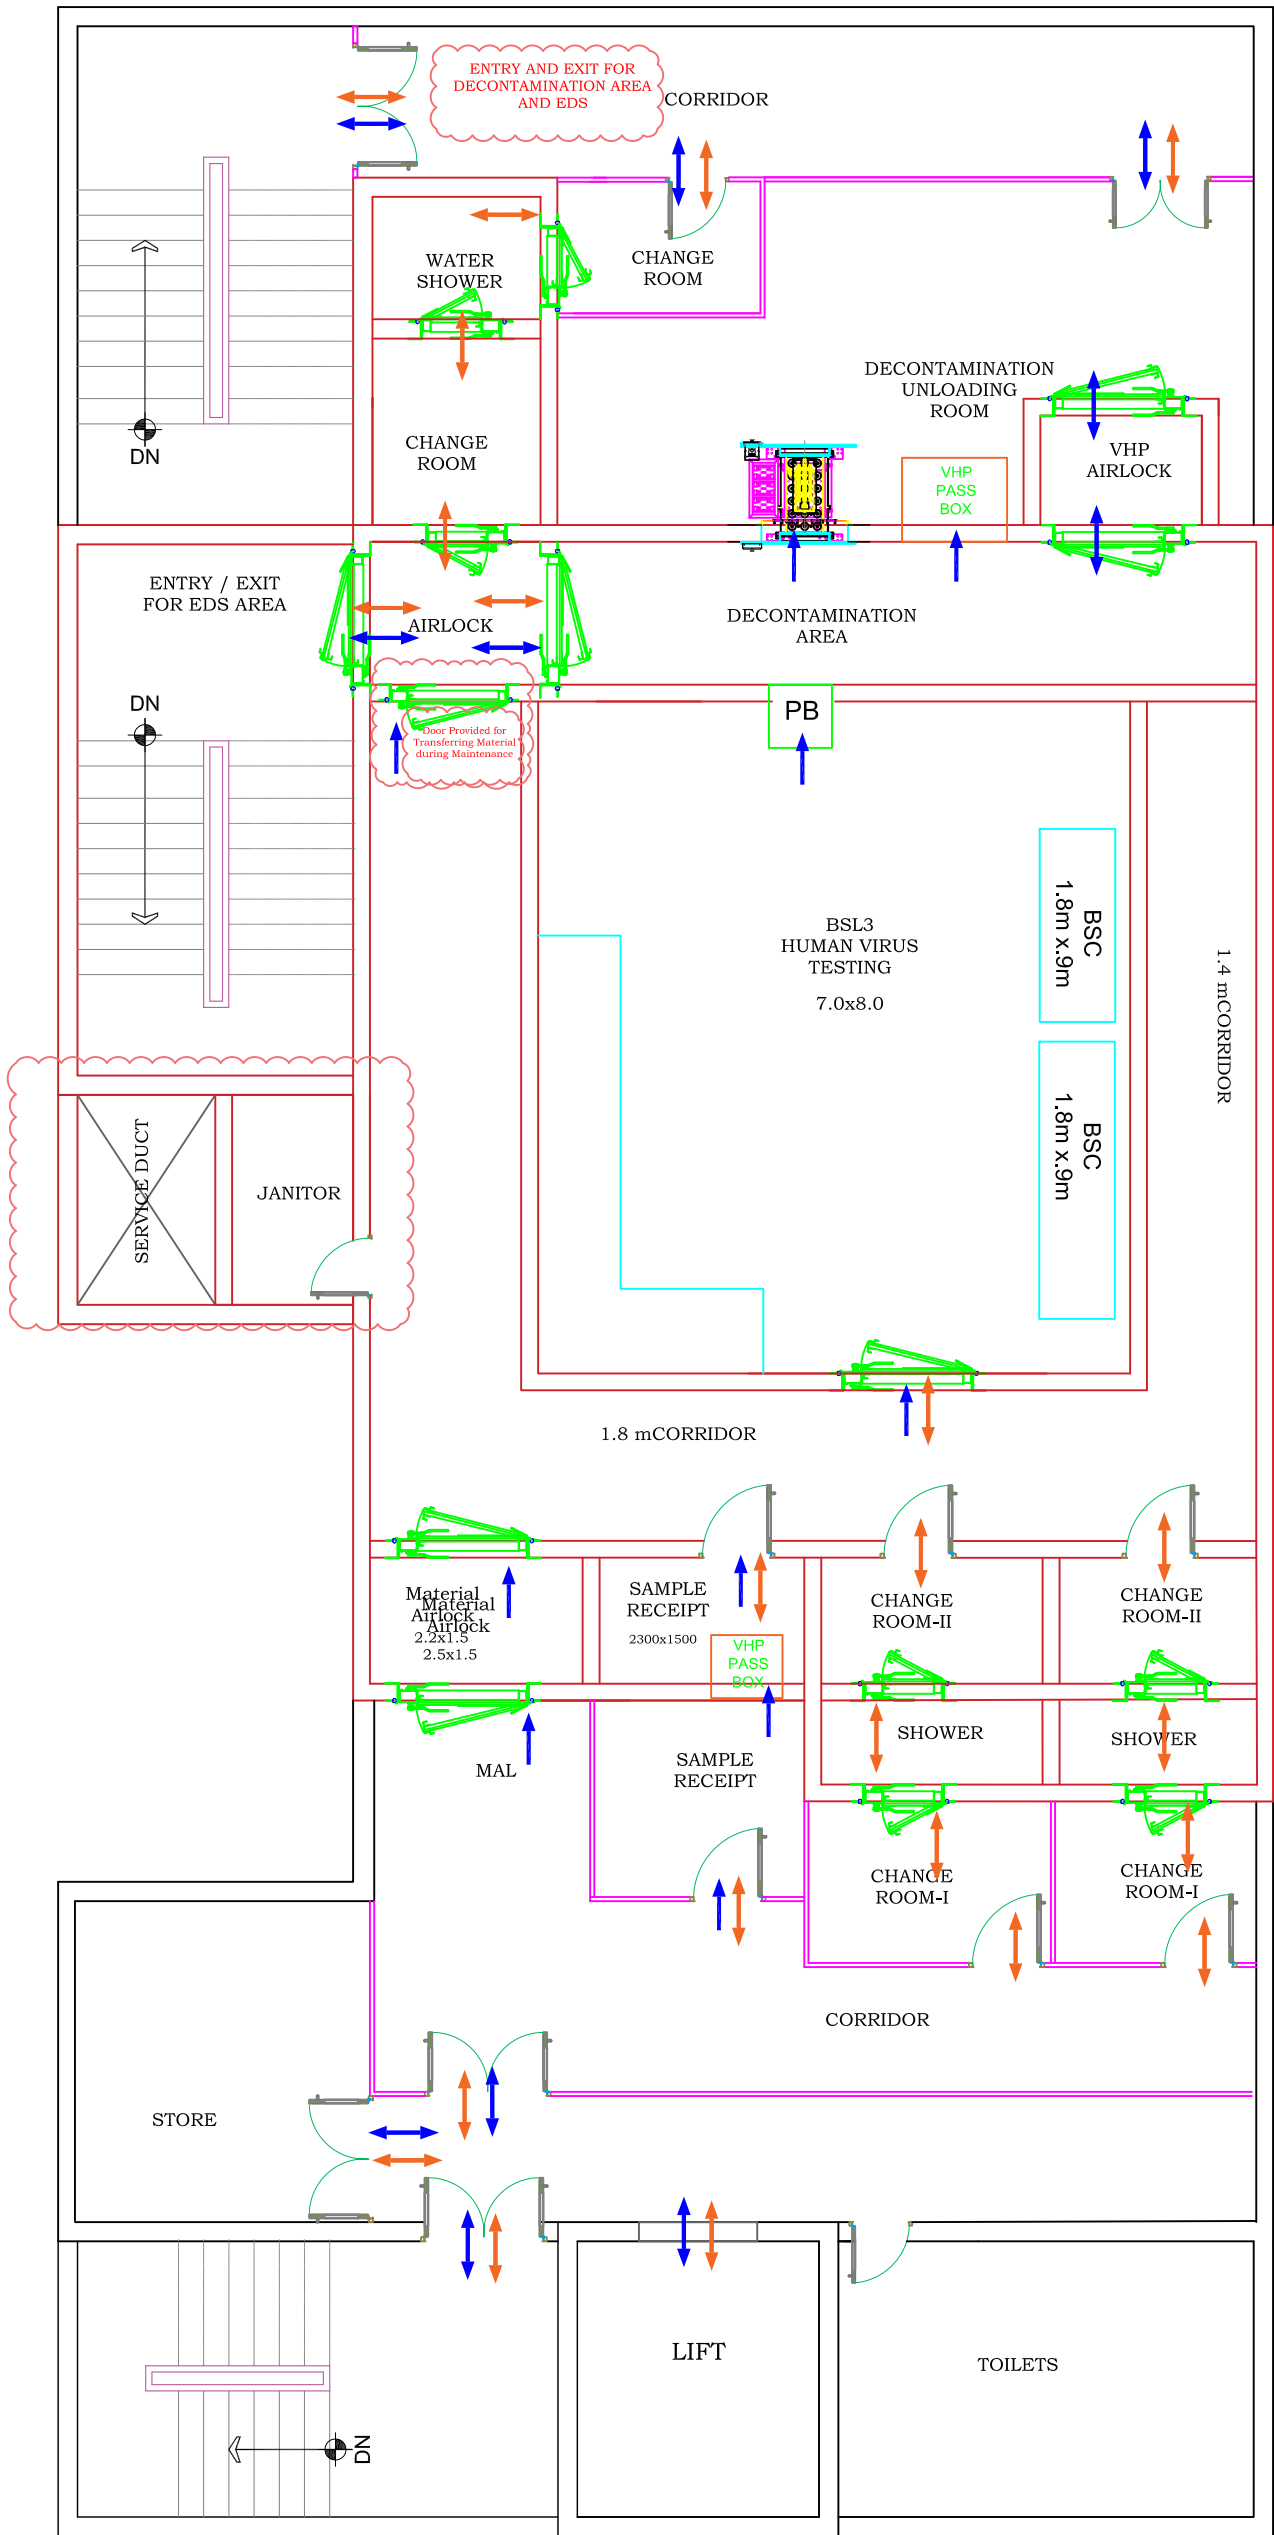 ENTRY AND EXIT FOR
DECONTAMINATION AREA
AND EDS
CORRIDOR
WATER
SHOWER
CHANGE
ROOM
DECONTAMINATION
UNLOADING
ROOM
CHANGE
ROOM
VHP
AIRLOCK
VHP
PASS
BOX
DN
ENTRY / EXIT
FOR EDS AREA
AIRLOCK
DECONTAMINATION
AREA
DN
PB
Door Provided for
Transferring Material
during Maintenance
BSL3
HUMAN VIRUS
TESTING
7.0x8.0
BSC
1.8m x.9m
1.4 mCORRIDOR
BSC
1.8m x.9m
SERVICE DUCT
JANITOR
1.8 mCORRIDOR
Material
Airlock
2.2x1.5
Material
Airlock
2.5x1.5
SAMPLE
RECEIPT
2300x1500
VHP
PASS
BOX
CHANGE
ROOM-II
CHANGE
ROOM-II
SHOWER
SHOWER
MAL
SAMPLE
RECEIPT
CHANGE
ROOM-I
CHANGE
ROOM-I
CORRIDOR
STORE
LIFT
TOILETS
DN